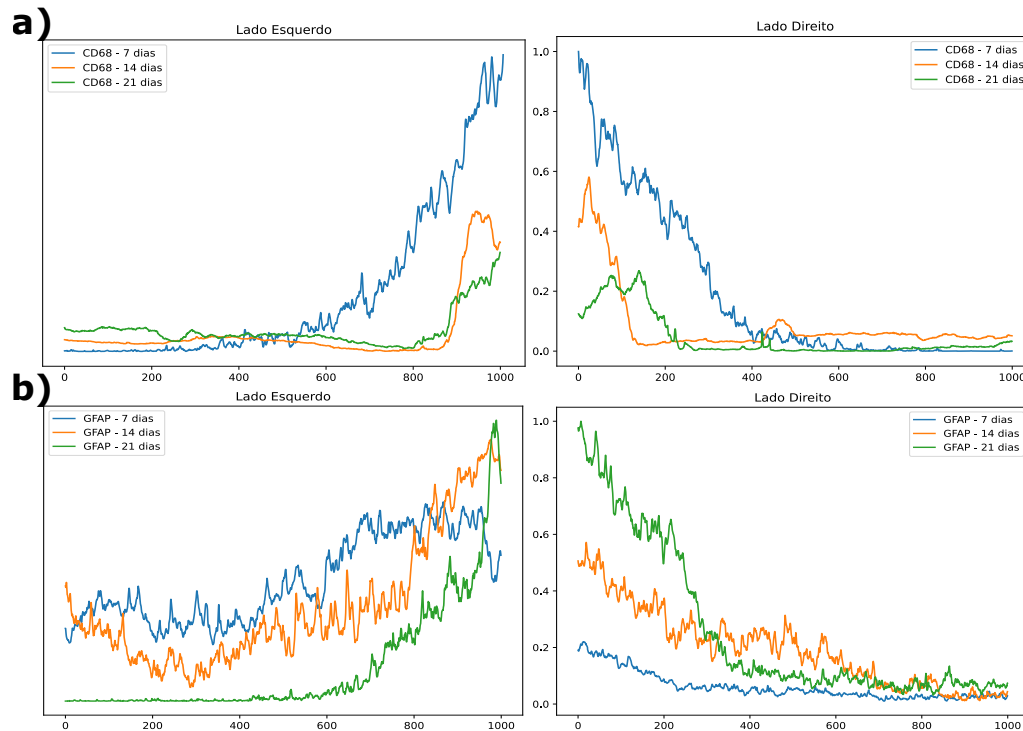 a)
Lado Esquerdo
CD68 - 7 dias
CD68 - 14 dias
CD68 - 21 dias
0 200 400 600 800 1000
Lado Direito
CD68 - 7 dias
CD68 - 14 dias
CD68 - 21 dias
1.0
0.8
0.6
0.4
0.2
0.0
0 200 400 600 800 1000
b)
Lado Esquerdo
GFAP - 7 dias
GFAP - 14 dias
GFAP - 21 dias
0 200 400 600 800 1000
Lado Direito
GFAP - 7 dias
GFAP - 14 dias
GFAP - 21 dias
1.0
0.8
0.6
0.4
0.2
0.0
0 200 400 600 800 1000